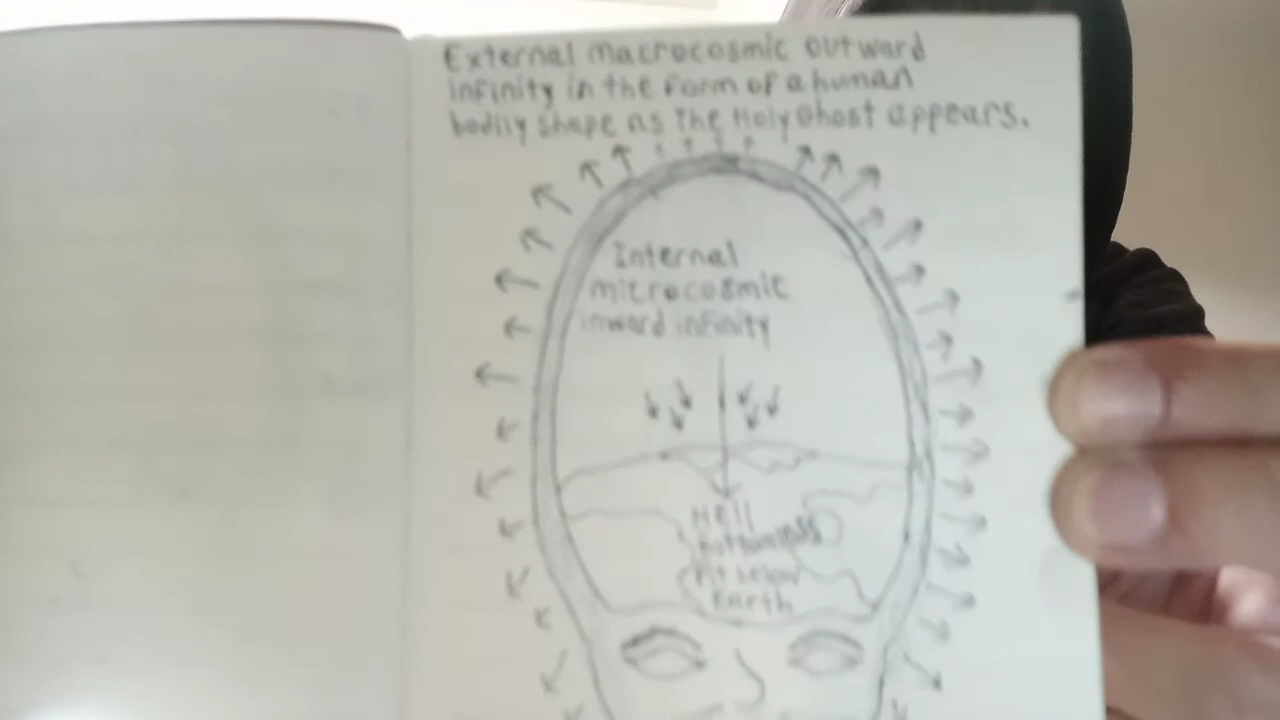 External macrocosmic outward
infinity in the form of a human
bodily shape as The Holy Ghost appears.
Internal
mitrocosmic
inward infinity
Hell
Bottomless
Pit below
Earth